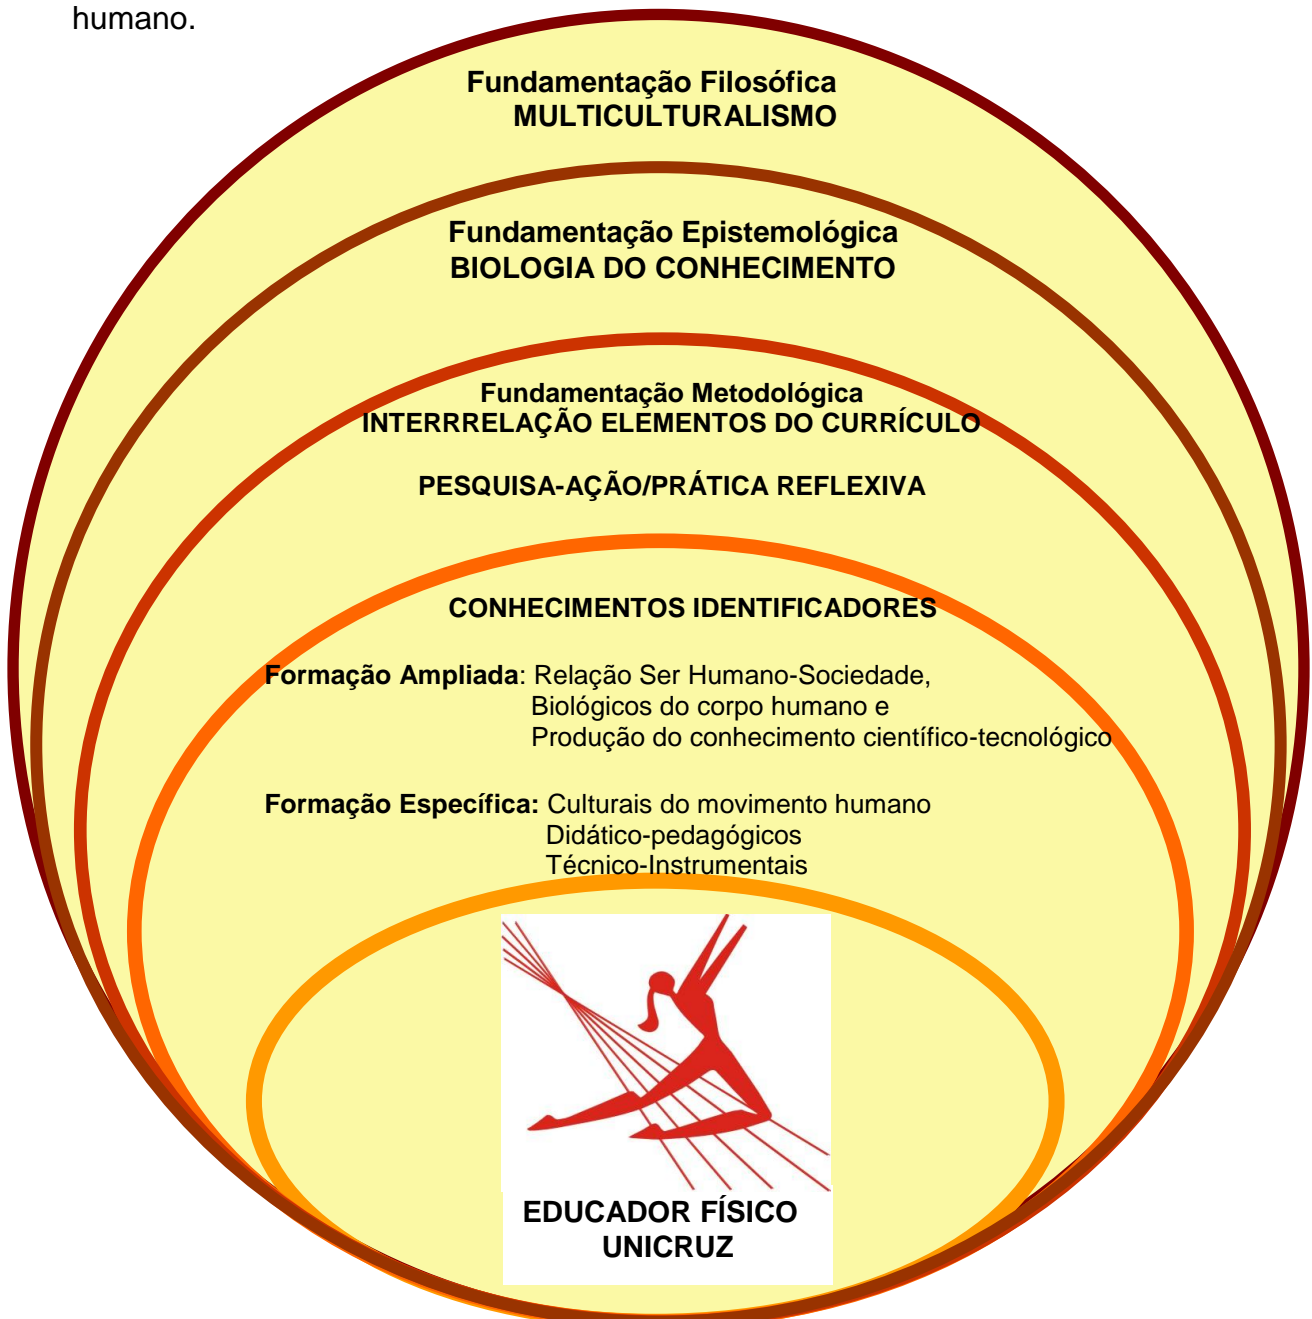 humano.
Fundamentação Filosófica
MULTICULTURALISMO
Fundamentação Epistemológica
BIOLOGIA DO CONHECIMENTO
Fundamentação Metodológica
INTERRRELAÇÃO ELEMENTOS DO CURRÍCULO
PESQUISA-AÇÃO/PRÁTICA REFLEXIVA
CONHECIMENTOS IDENTIFICADORES
Formação Ampliada: Relação Ser Humano-Sociedade,
Biológicos do corpo humano e
Produção do conhecimento científico-tecnológico
Formação Específica: Culturais do movimento humano
Didático-pedagógicos
Técnico-Instrumentais
EDUCADOR FÍSICO
UNICRUZ